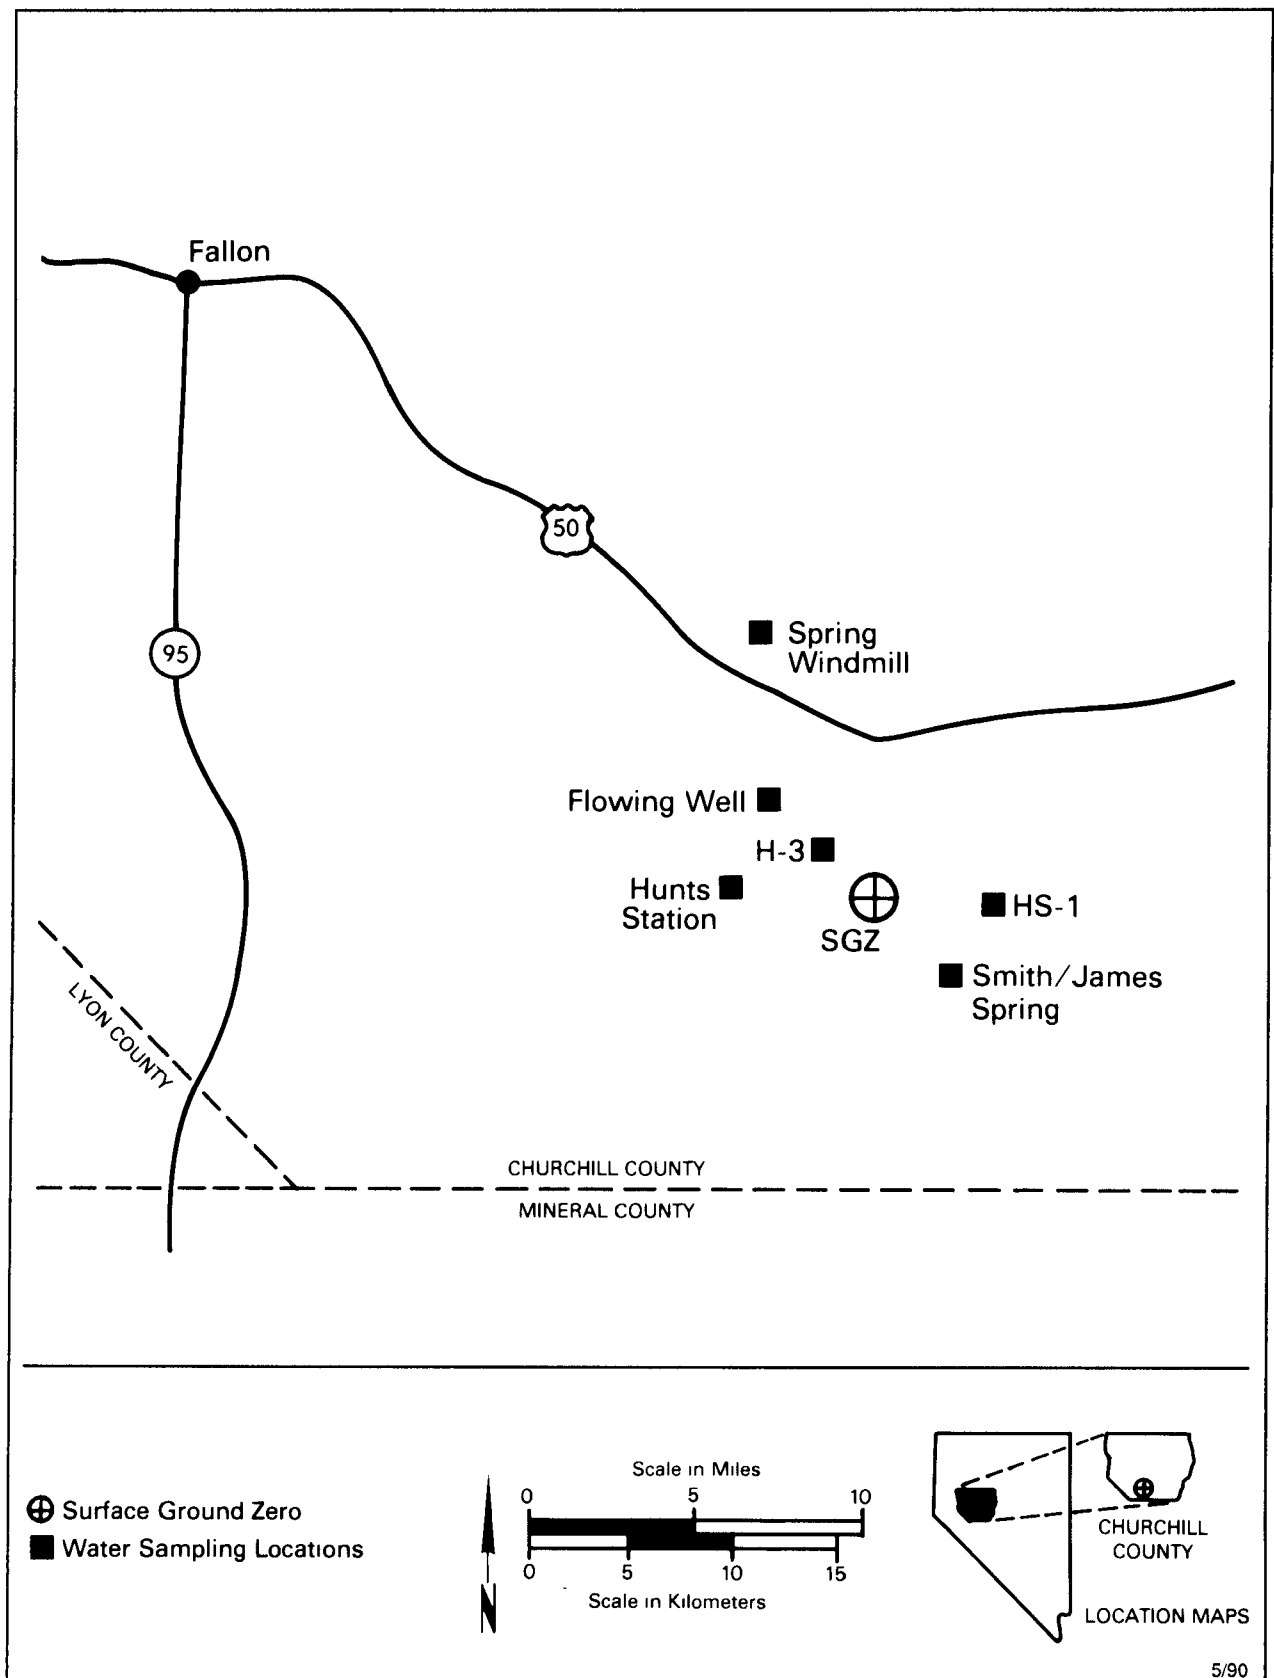 Fallon
50
95
Spring
Windmill
Flowing Well
H-3
Hunts
Station
SGZ
HS-1
Smith/James
Spring
LYON COUNTY
CHURCHILL COUNTY
MINERAL COUNTY
Surface Ground Zero
Water Sampling Locations
N
Scale in Miles
0 5 10
0 5 10 15
Scale in Kilometers
CHURCHILL
COUNTY
LOCATION MAPS
5/90